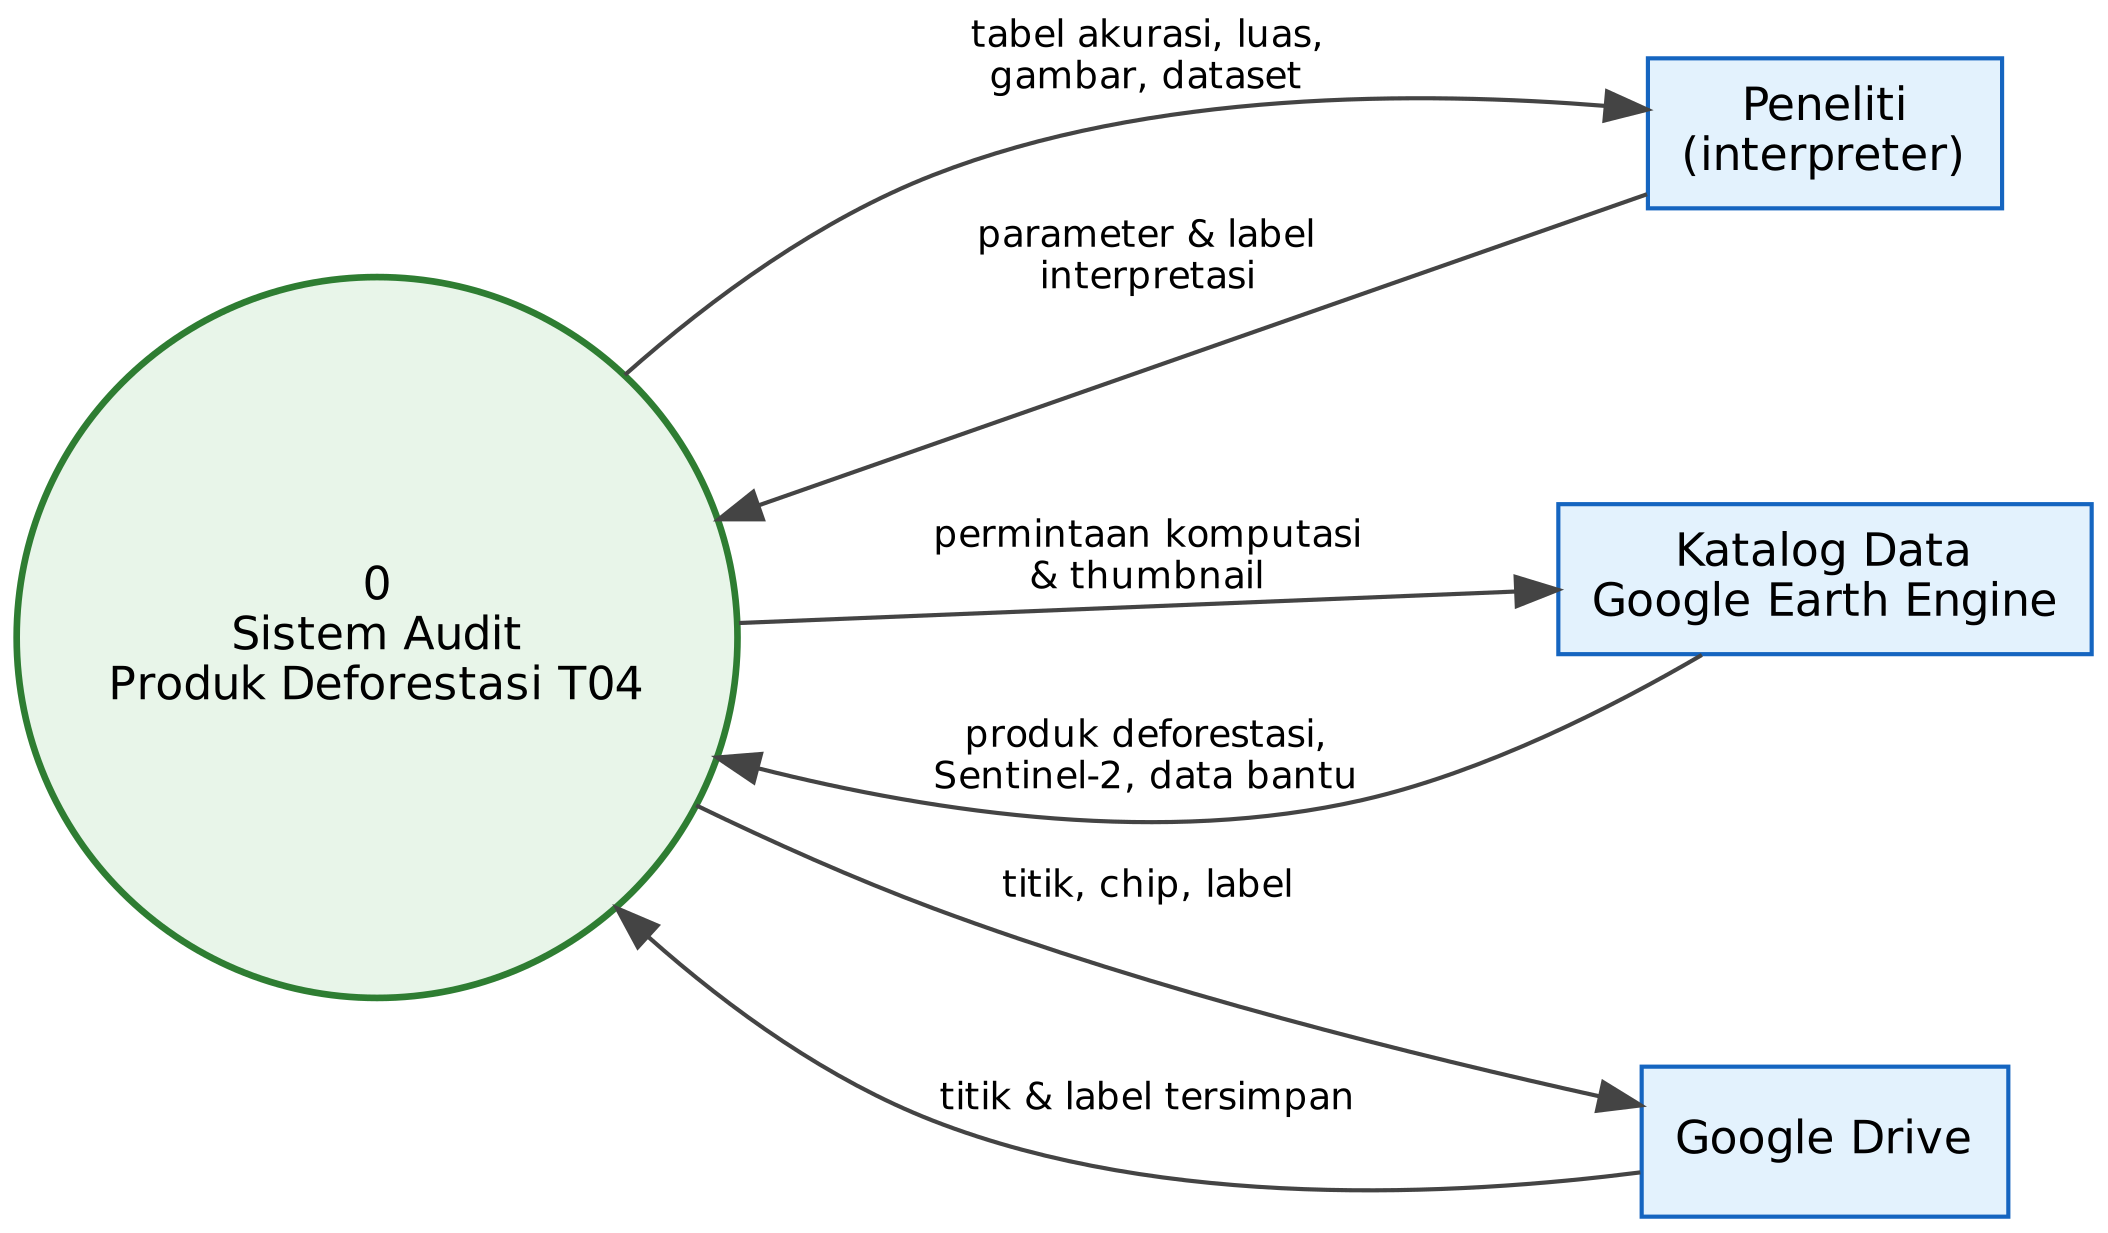 tabel akurasi, luas,
gambar, dataset
Peneliti
(interpreter)
parameter & label
interpretasi
permintaan komputasi
& thumbnail
Katalog Data
Google Earth Engine
0
Sistem Audit
Produk Deforestasi T04
produk deforestasi,
Sentinel-2, data bantu
titik, chip, label
titik & label tersimpan
Google Drive